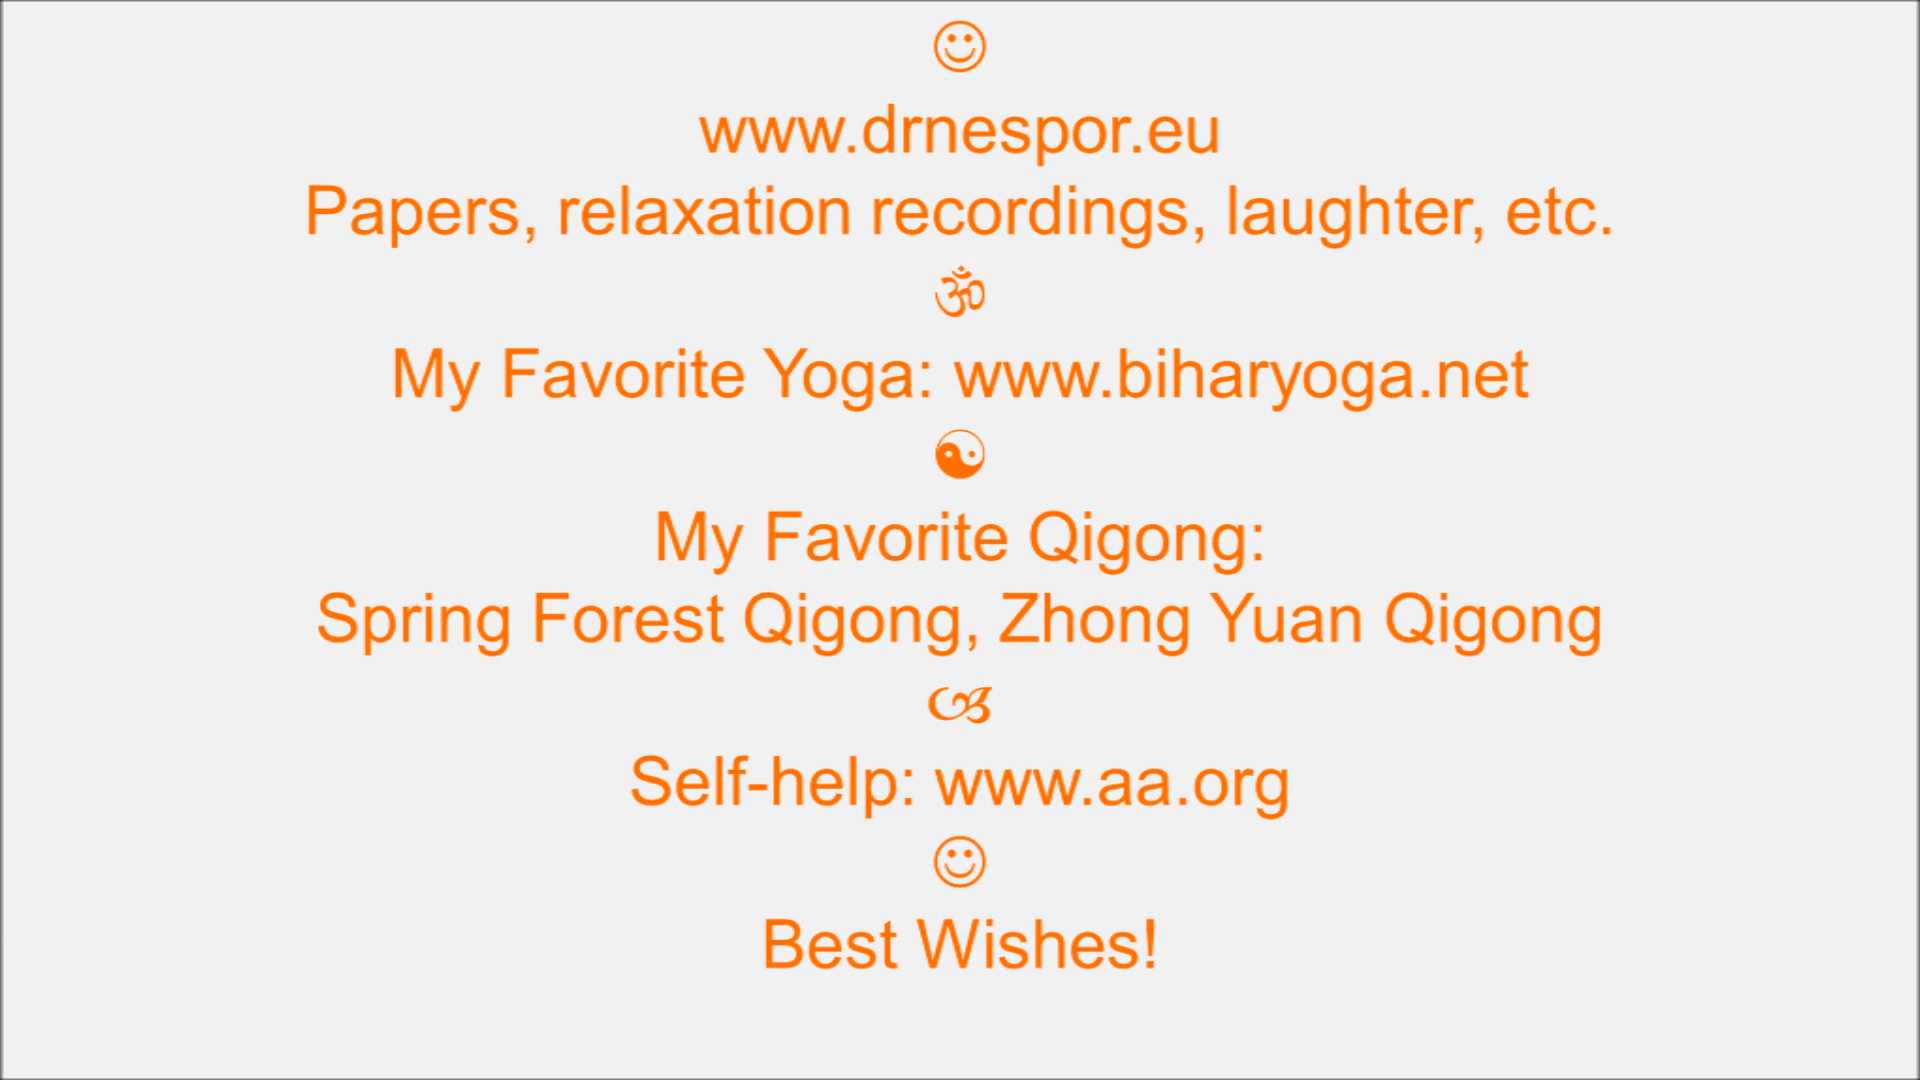 ☺
www.drnespor.eu
Papers, relaxation recordings, laughter, etc.
ॐ
My Favorite Yoga: www.biharyoga.net
☯
My Favorite Qigong:
Spring Forest Qigong, Zhong Yuan Qigong
Self-help: www.aa.org
☺
Best Wishes!